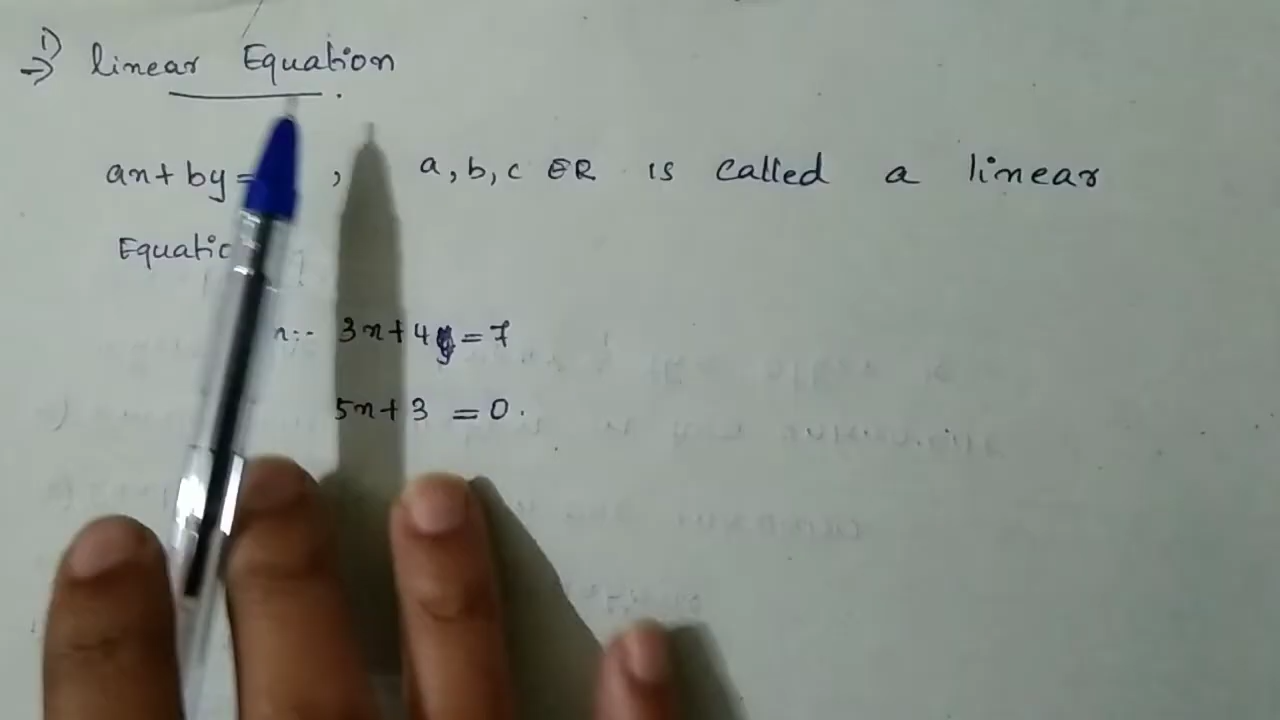 1)
⇒ linear Equation
ax + by = , a, b, c ∈ R is called a linear
Equatio
n:- 3x + 4y = 7
5x + 3 = 0.